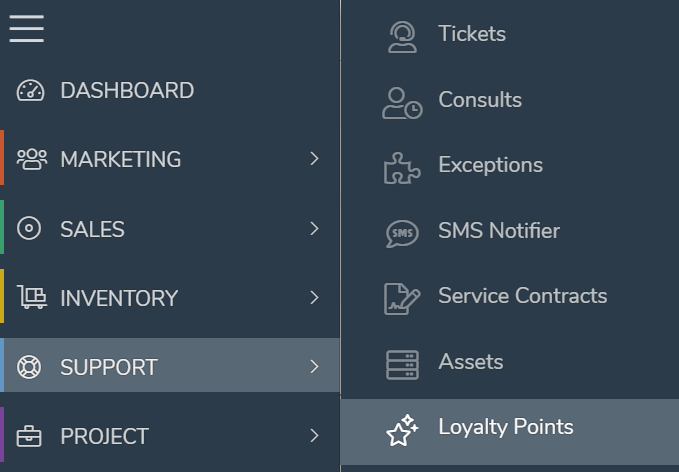 DASHBOARD
MARKETING
SALES
INVENTORY
SUPPORT
PROJECT
Tickets
Consults
Exceptions
SMS
SMS Notifier
Service Contracts
Assets
Loyalty Points